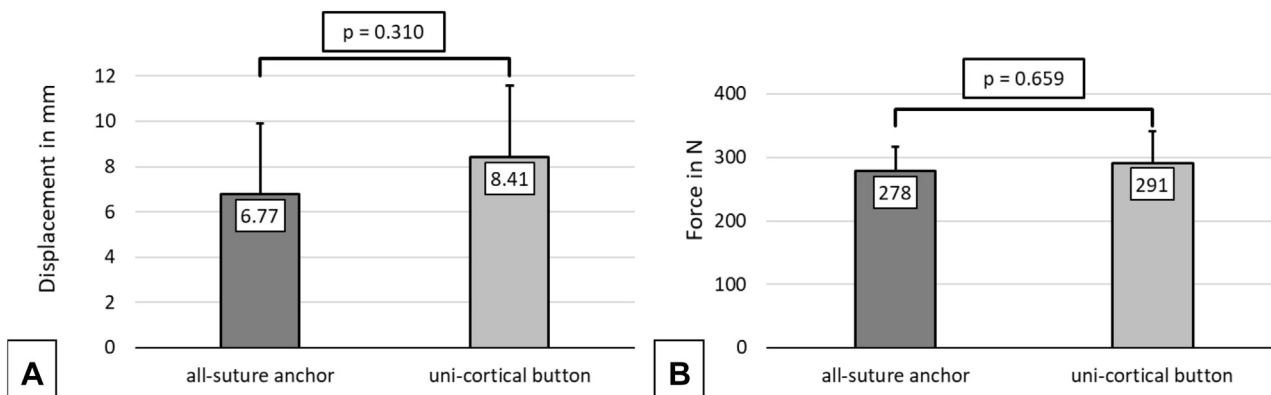 p = 0.310
Displacement in mm
12
10
8
6
4
2
0
6.77
8.41
all-suture anchor
uni-cortical button
A
p = 0.659
Force in N
400
300
200
100
0
278
291
all-suture anchor
uni-cortical button
B